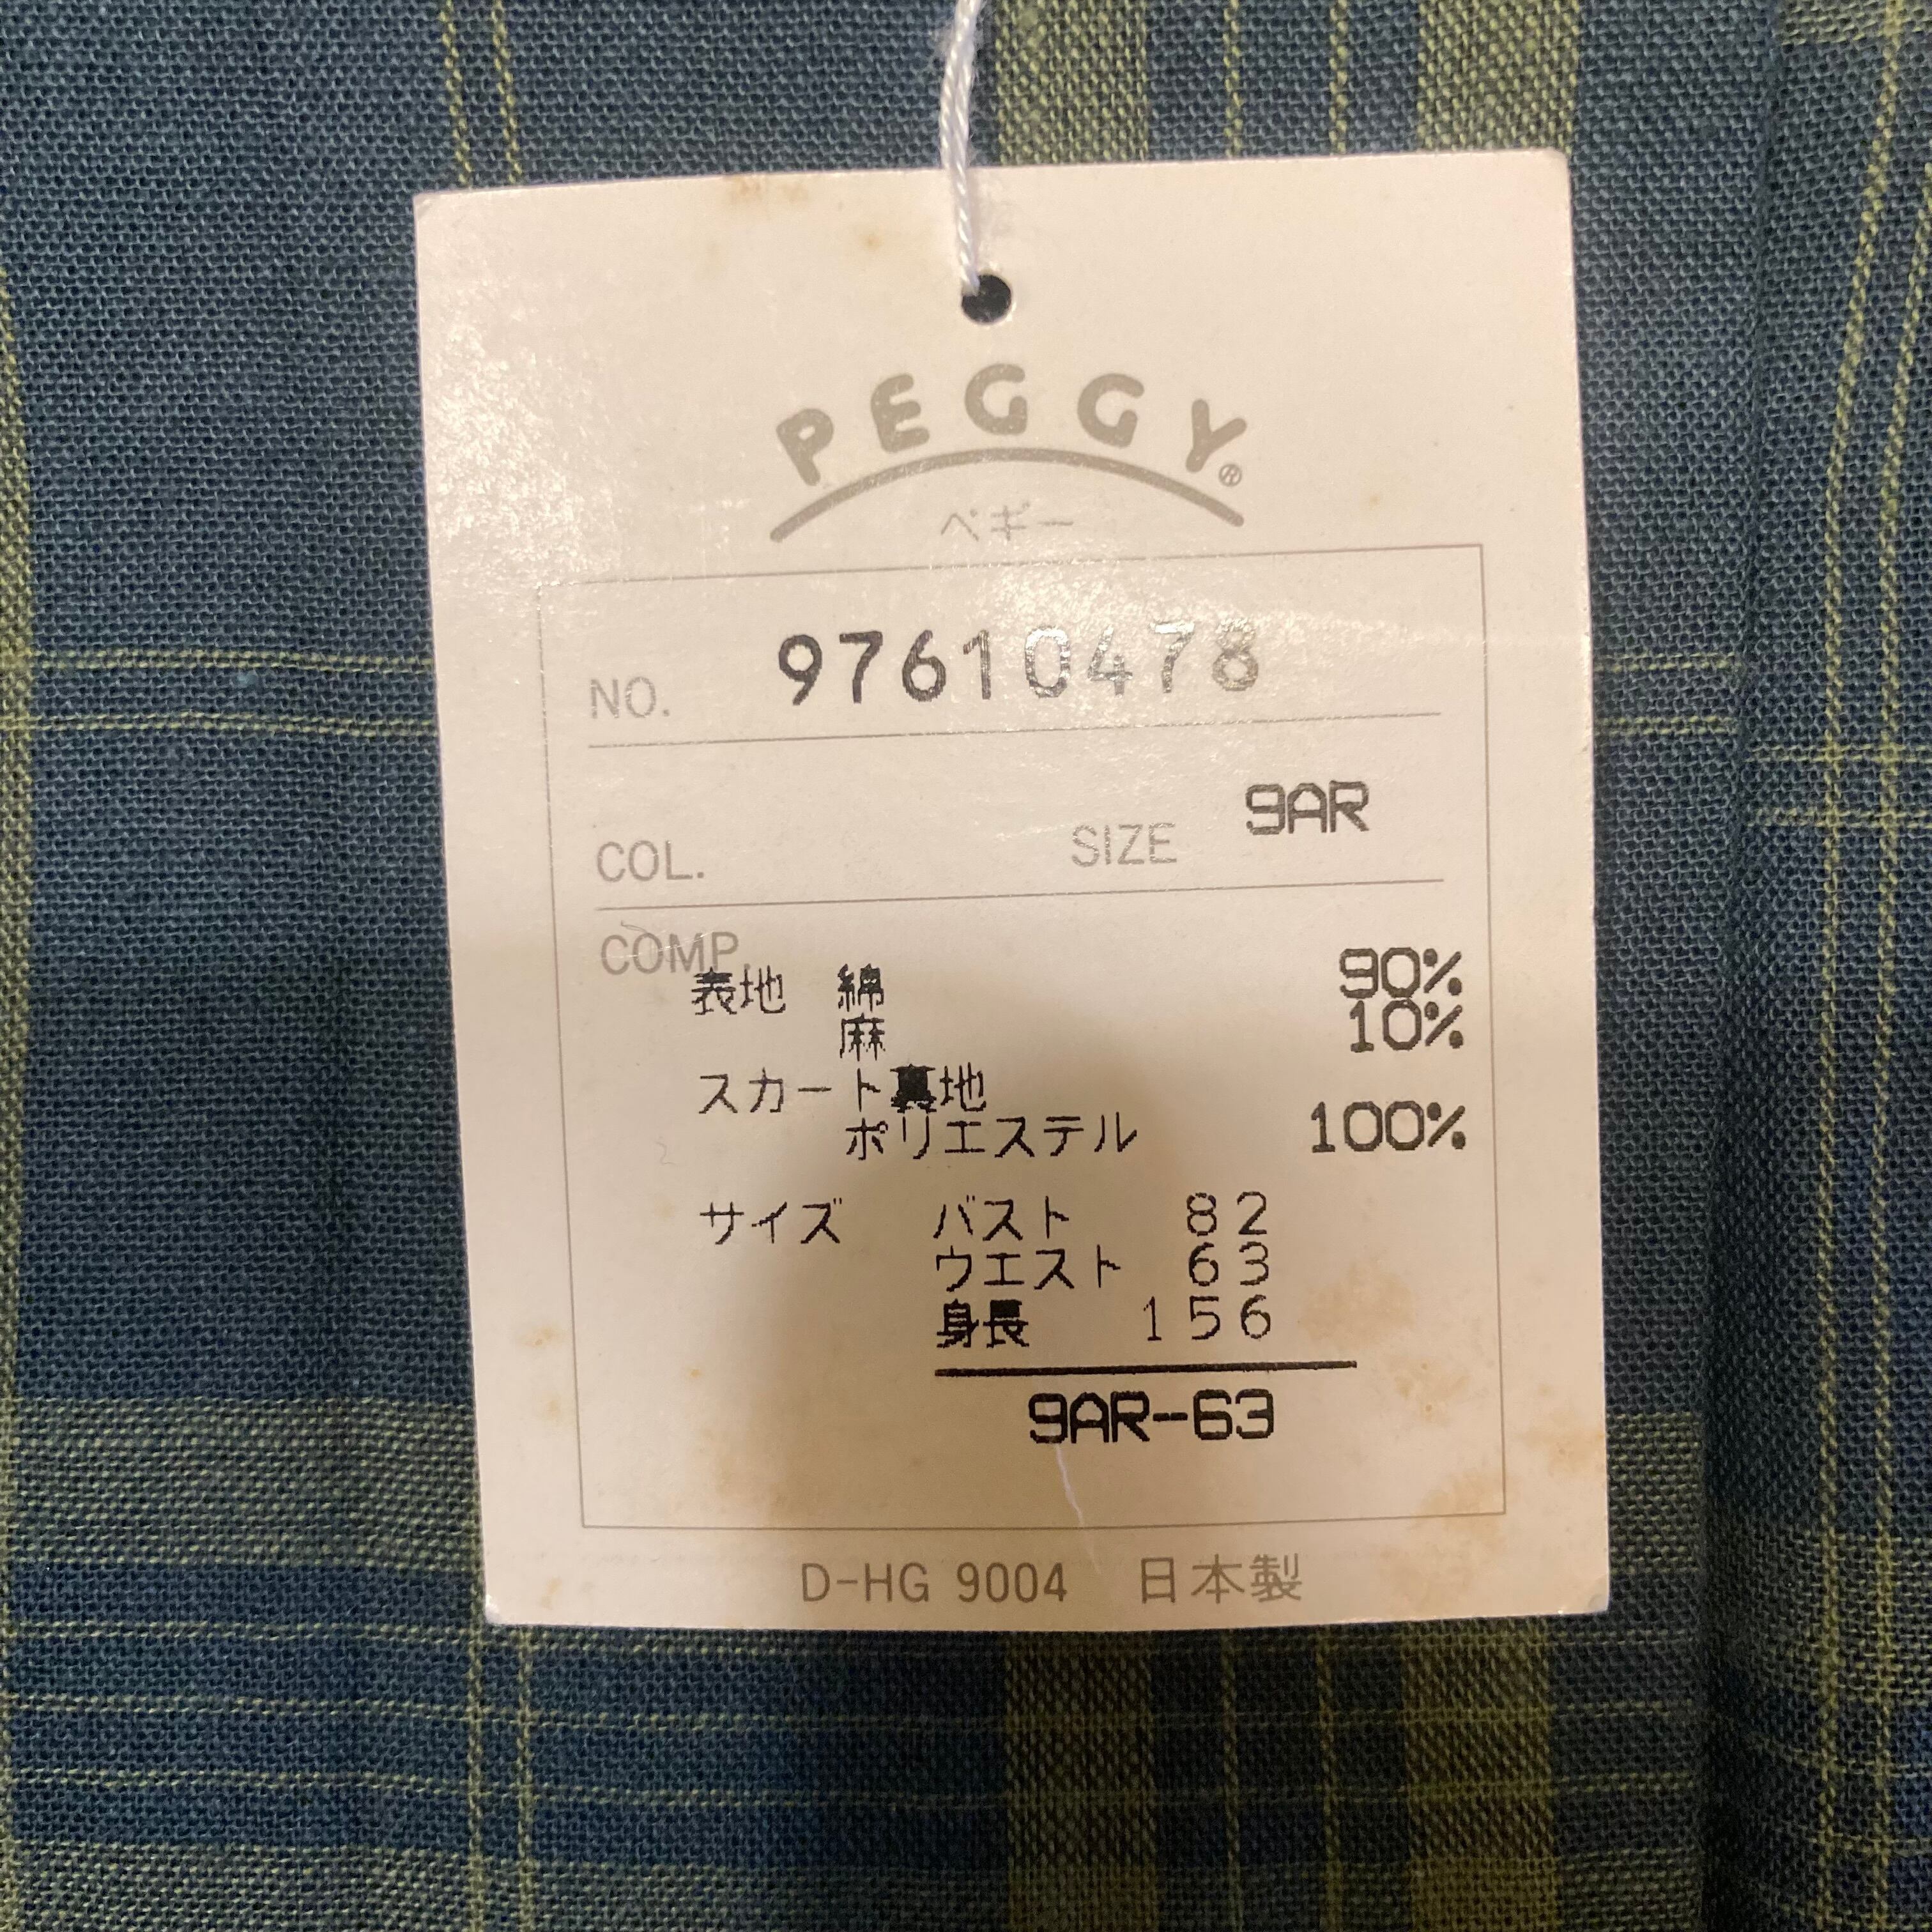 PEGGY®
ペギー
NO. 97610478
COL. SIZE 9AR
COMP.
表地 綿 90%
麻 10%
スカート裏地
ポリエステル 100%
サイズ バスト 82
ウエスト 63
身長 156
9AR-63
D-HG 9004 日本製